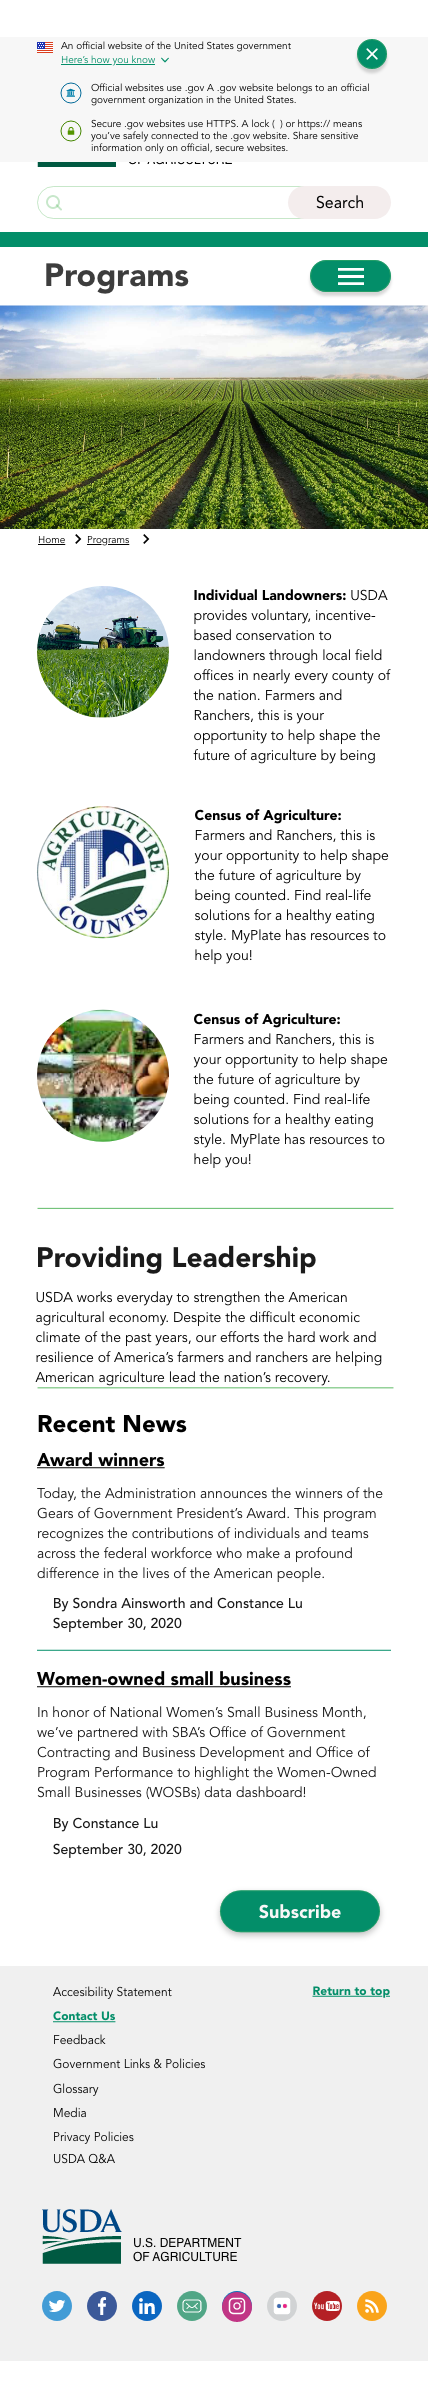 An official website of the United States government
Here's how you know
Official websites use .gov A .gov website belongs to an official
government organization in the United States.
Secure .gov websites use HTTPS. A lock ( ) or https:// means
you've safely connected to the .gov website. Share sensitive
information only on official, secure websites.
OF AGRICULTURE
Search
Programs
Home
Programs
Individual Landowners: USDA
provides voluntary, incentive-
based conservation to
landowners through local field
offices in nearly every county of
the nation. Farmers and
Ranchers, this is your
opportunity to help shape the
future of agriculture by being
AGRICULTURE
COUNTS
Census of Agriculture:
Farmers and Ranchers, this is
your opportunity to help shape
the future of agriculture by
being counted. Find real-life
solutions for a healthy eating
style. MyPlate has resources to
help you!
Census of Agriculture:
Farmers and Ranchers, this is
your opportunity to help shape
the future of agriculture by
being counted. Find real-life
solutions for a healthy eating
style. MyPlate has resources to
help you!
Providing Leadership
USDA works everyday to strengthen the American
agricultural economy. Despite the difficult economic
climate of the past years, our efforts the hard work and
resilience of America's farmers and ranchers are helping
American agriculture lead the nation's recovery.
Recent News
Award winners
Today, the Administration announces the winners of the
Gears of Government President's Award. This program
recognizes the contributions of individuals and teams
across the federal workforce who make a profound
difference in the lives of the American people.
By Sondra Ainsworth and Constance Lu
September 30, 2020
Women-owned small business
In honor of National Women's Small Business Month,
we've partnered with SBA's Office of Government
Contracting and Business Development and Office of
Program Performance to highlight the Women-Owned
Small Businesses (WOSBs) data dashboard!
By Constance Lu
September 30, 2020
Subscribe
Accesibility Statement
Return to top
Contact Us
Feedback
Government Links & Policies
Glossary
Media
Privacy Policies
USDA Q&A
USDA
U.S. DEPARTMENT
OF AGRICULTURE
You Tube